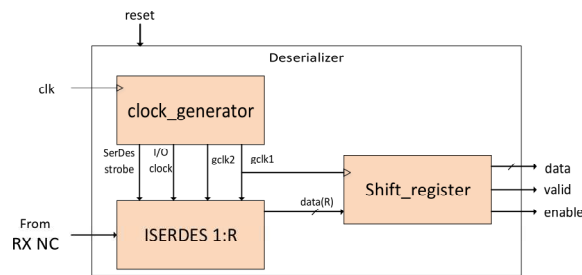 reset
Deserializer
clk
clock_generator
SerDes
strobe
I/O
clock
gclk2
gclk1
Shift_register
data
valid
enable
data(R)
From
RX NC
ISERDES 1:R